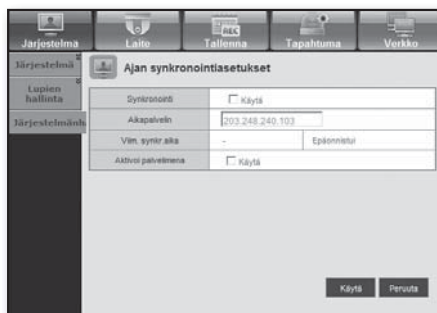 Järjestelmä Laite Tallenna Tapahtuma Verkko
Järjestelmä
Lupien
hallinta
Järjestelmänh
Ajan synkronointiasetukset
Synkronointi Käytä
Aikapalvelin 203.248.240.103
Viim. synkr.aika - Epäonnistui
Aktivoi palvelimena Käytä
Käytä Peruuta